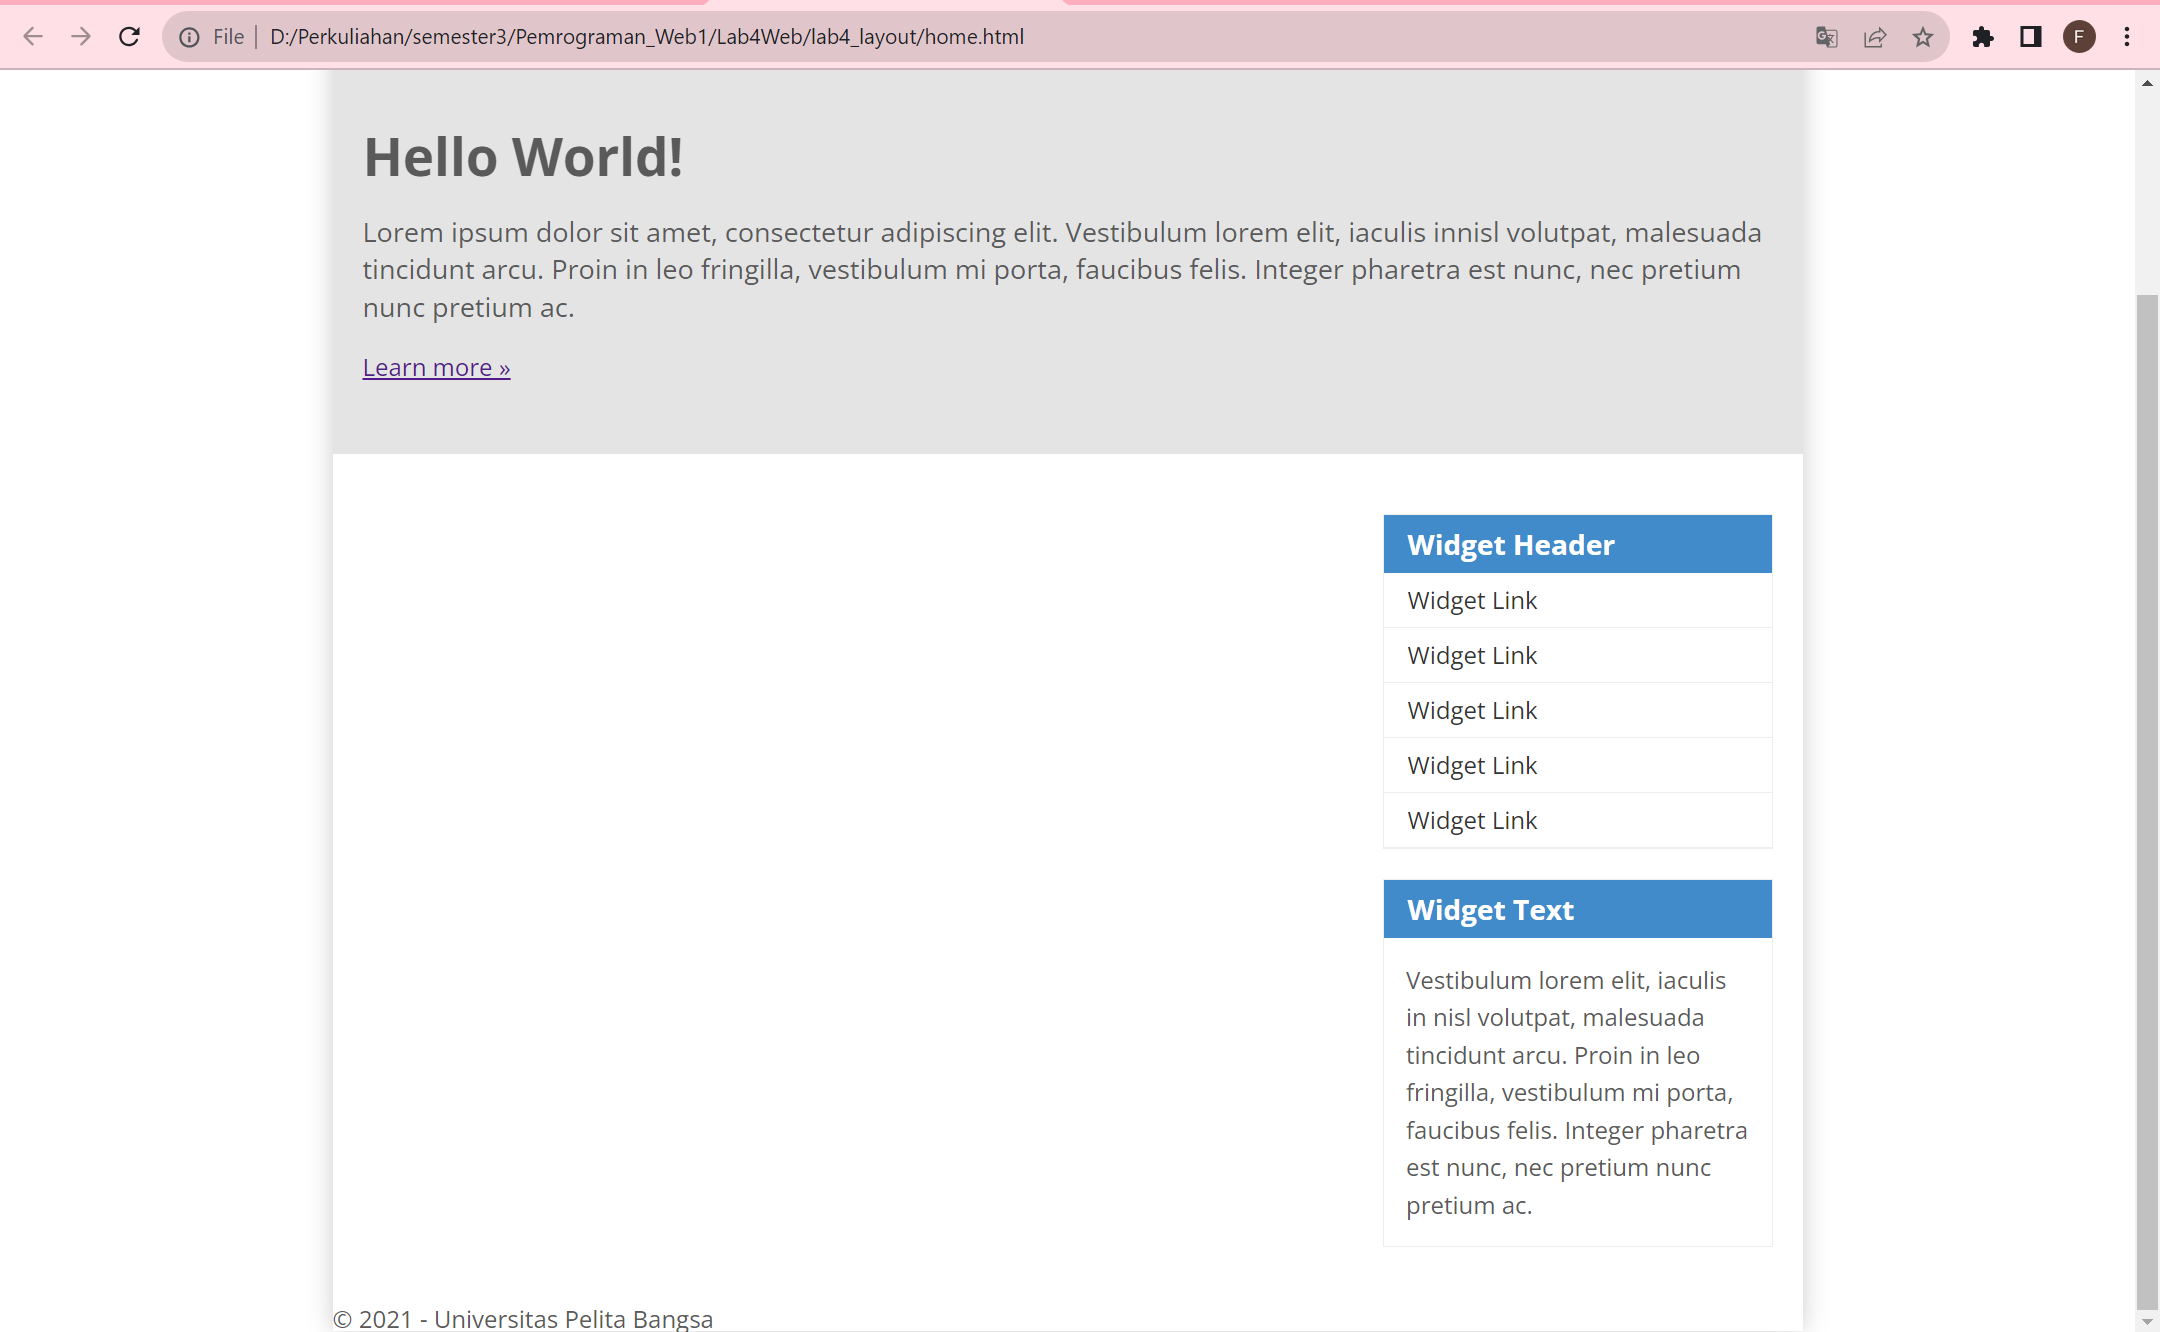 File
D:/Perkuliahan/semester3/Pemrograman_Web1/Lab4Web/lab4_layout/home.html
F
Hello World!
Lorem ipsum dolor sit amet, consectetur adipiscing elit. Vestibulum lorem elit, iaculis innisl volutpat, malesuada
tincidunt arcu. Proin in leo fringilla, vestibulum mi porta, faucibus felis. Integer pharetra est nunc, nec pretium
nunc pretium ac.
Learn more »
Widget Header
Widget Link
Widget Link
Widget Link
Widget Link
Widget Link
Widget Text
Vestibulum lorem elit, iaculis
in nisl volutpat, malesuada
tincidunt arcu. Proin in leo
fringilla, vestibulum mi porta,
faucibus felis. Integer pharetra
est nunc, nec pretium nunc
pretium ac.
© 2021 - Universitas Pelita Bangsa